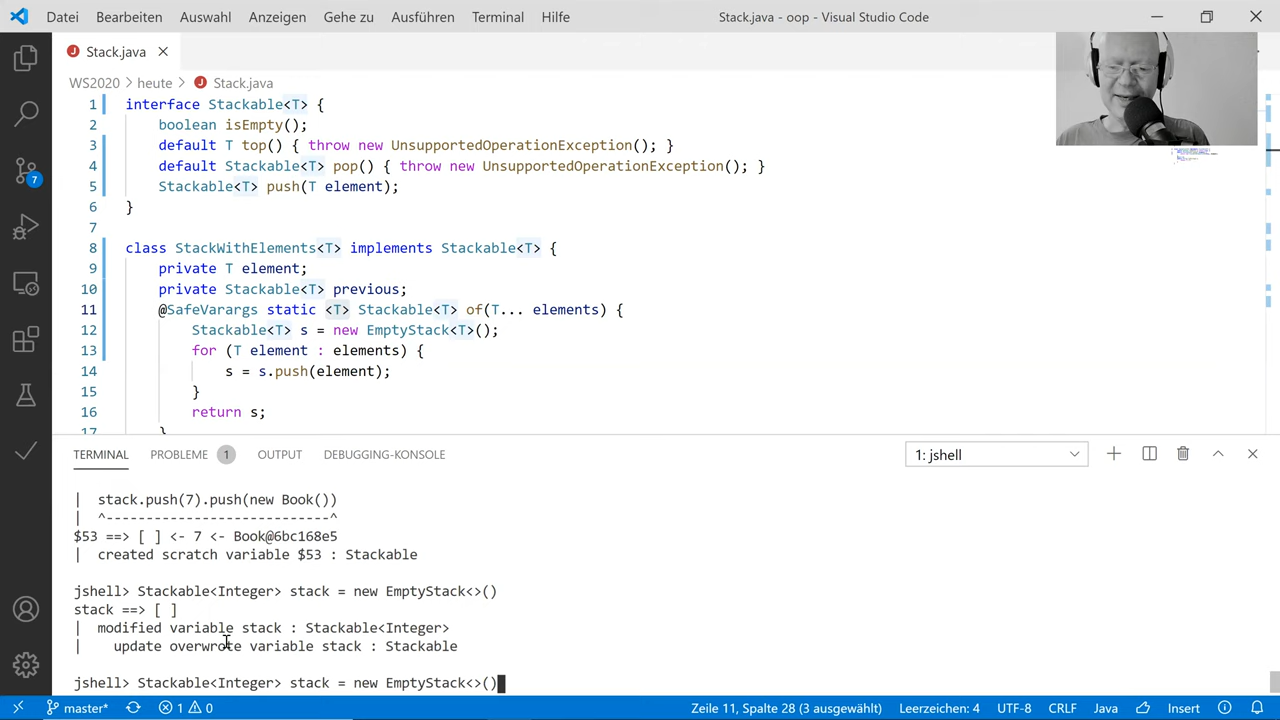 Datei Bearbeiten Auswahl Anzeigen Gehe zu Ausführen Terminal Hilfe Stack.java - oop - Visual Studio Code
Stack.java
WS2020 > heute > Stack.java
1 interface Stackable<T> {
2 boolean isEmpty();
3 default T top() { throw new UnsupportedOperationException(); }
4 default Stackable<T> pop() { throw new UnsupportedOperationException(); }
5 Stackable<T> push(T element);
6 }
7
8 class StackWithElements<T> implements Stackable<T> {
9 private T element;
10 private Stackable<T> previous;
11 @SafeVarargs static <T> Stackable<T> of(T... elements) {
12 Stackable<T> s = new EmptyStack<T>();
13 for (T element : elements) {
14 s = s.push(element);
15 }
16 return s;
17 }
7
TERMINAL PROBLEME 1 OUTPUT DEBUGGING-KONSOLE 1: jshell
| stack.push(7).push(new Book())
| ^----------------------------^
$53 ==> [ ] <- 7 <- Book@6bc168e5
| created scratch variable $53 : Stackable
jshell> Stackable<Integer> stack = new EmptyStack<>()
stack ==> [ ]
| modified variable stack : Stackable<Integer>
| update overwrote variable stack : Stackable
jshell> Stackable<Integer> stack = new EmptyStack<>()
master* 1 0 Zeile 11, Spalte 28 (3 ausgewählt) Leerzeichen: 4 UTF-8 CRLF Java Insert